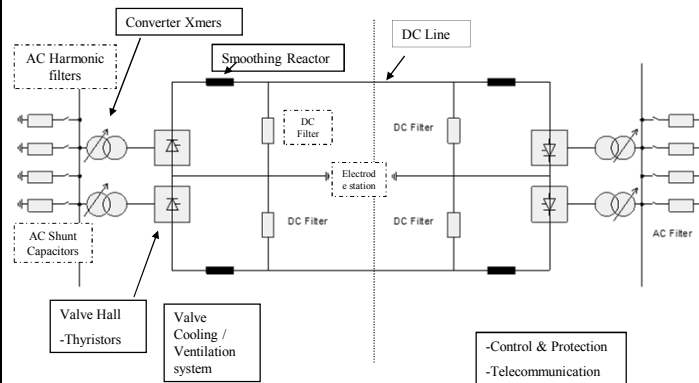 Converter Xmers
DC Line
AC Harmonic
filters
Smoothing Reactor
DC
Filter
DC Filter
Electrod
e station
DC Filter
DC Filter
AC Filter
AC Shunt
Capacitors
Valve Hall
-Thyristors
Valve
Cooling /
Ventilation
system
-Control & Protection
-Telecommunication